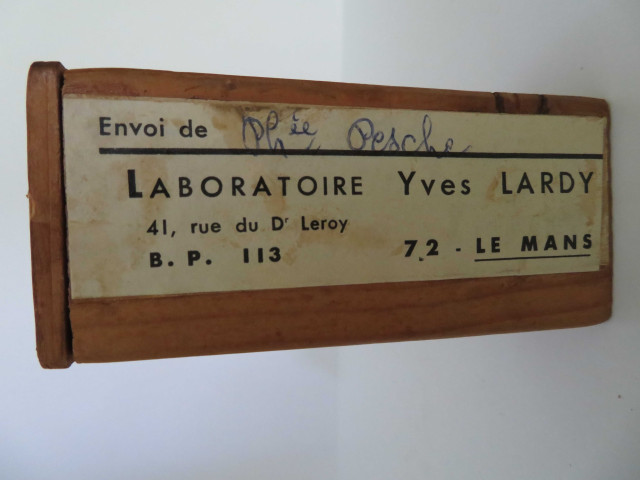 Envoi de Phie Pesche
LABORATOIRE Yves LARDY
41, rue du Dr Leroy
B. P. 113 72 - LE MANS